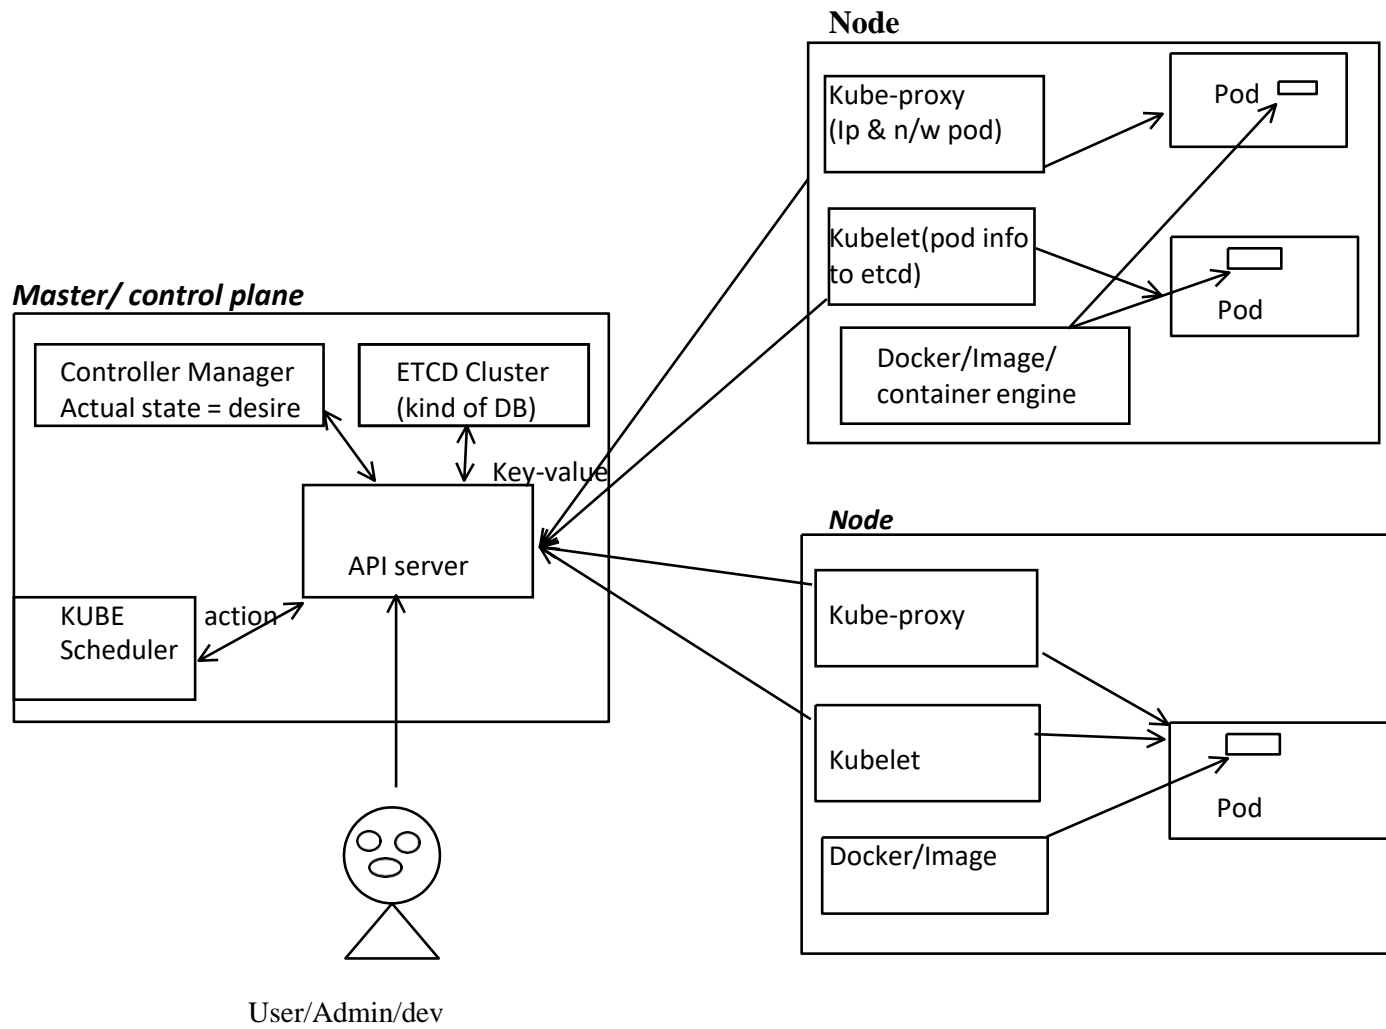 Node
Kube-proxy
(Ip & n/w pod)
Pod
Kubelet(pod info
to etcd)
Pod
Docker/Image/
container engine
Master/ control plane
Controller Manager
Actual state = desire
ETCD Cluster
(kind of DB)
Key-value
API server
KUBE
Scheduler
action
Node
Kube-proxy
Kubelet
Pod
Docker/Image
User/Admin/dev